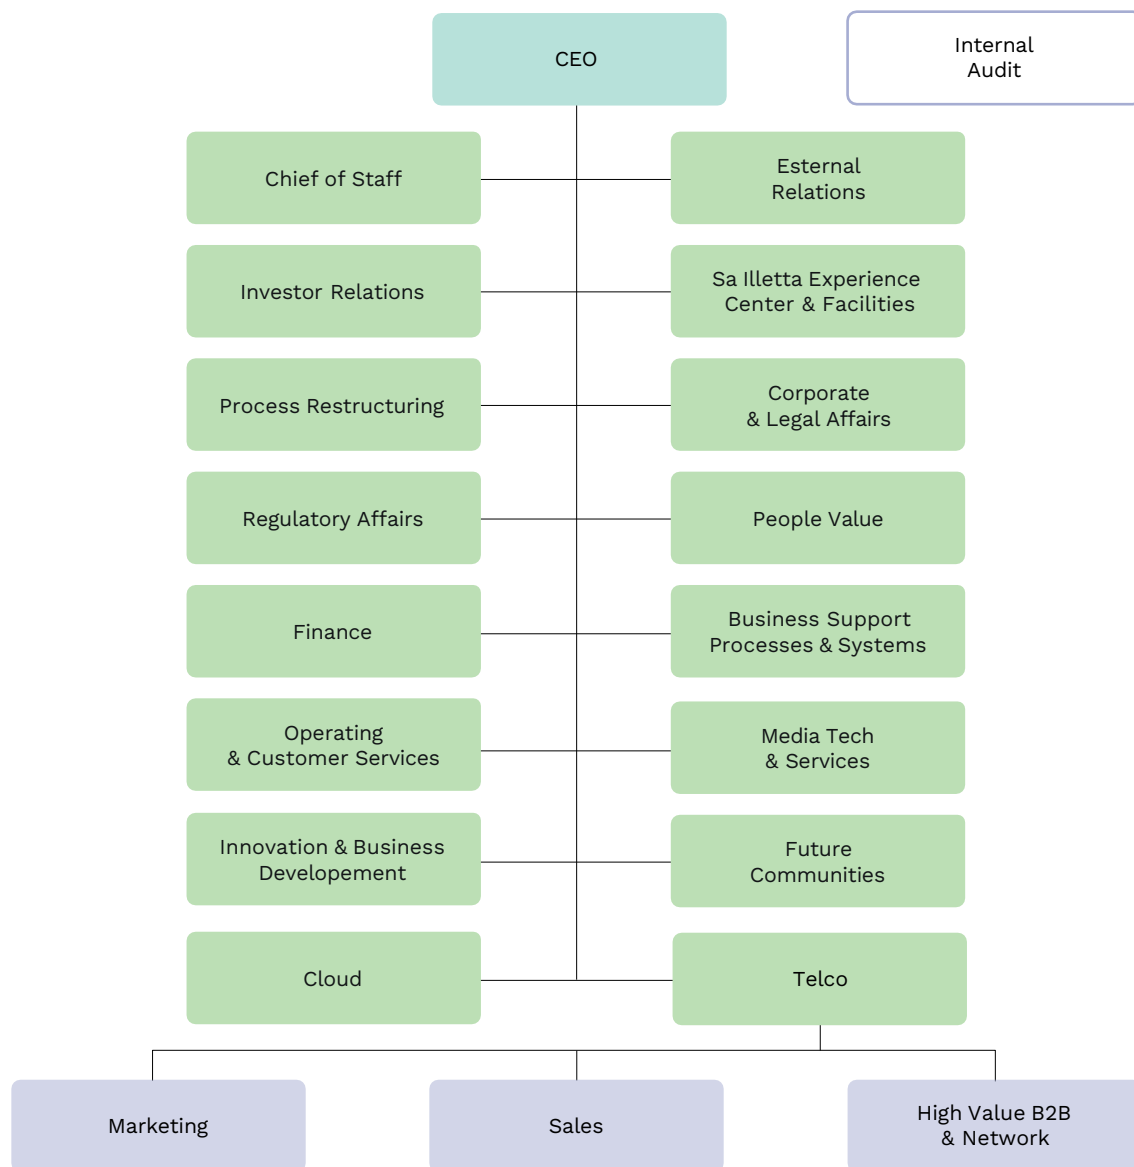 CEO
Internal
Audit
Chief of Staff
Esternal
Relations
Investor Relations
Sa Illetta Experience
Center & Facilities
Process Restructuring
Corporate
& Legal Affairs
Regulatory Affairs
People Value
Finance
Business Support
Processes & Systems
Operating
& Customer Services
Media Tech
& Services
Innovation & Business
Developement
Future
Communities
Cloud
Telco
Marketing
Sales
High Value B2B
& Network